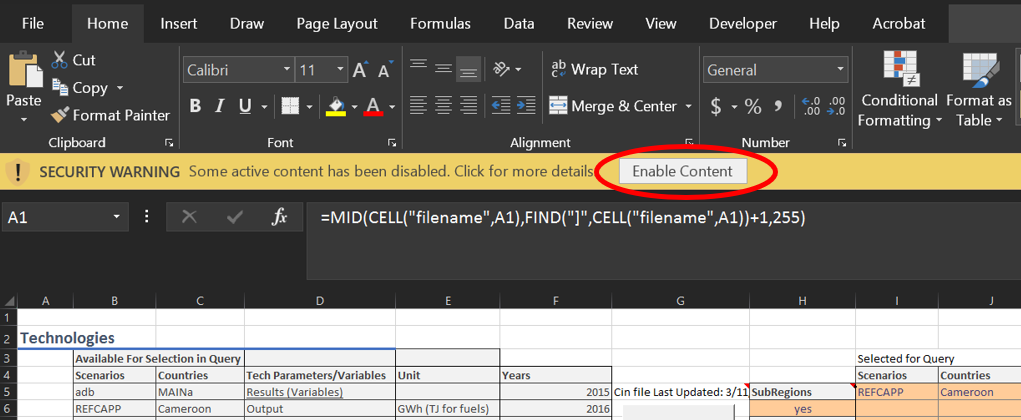 File Home Insert Draw Page Layout Formulas Data Review View Developer Help Acrobat
Paste
Cut
Copy
Format Painter
Clipboard
Calibri 11 A A
B I U A
Font
ab Wrap Text
Merge & Center
Alignment
General
$ % , .0 .00 .00 .0
Number
Conditional Formatting
Format as Table
SECURITY WARNING Some active content has been disabled. Click for more details Enable Content
A1 fx =MID(CELL("filename",A1),FIND("]",CELL("filename",A1))+1,255)
A B C D E F G H I J
1
2 Technologies
3 Available For Selection in Query Selected for Query
4 Scenarios Countries Tech Parameters/Variables Unit Years Scenarios Countries
5 adb MAINa Results (Variables) 2015 Cin file Last Updated: 3/11 SubRegions REFCAPP Cameroon
6 REFCAPP Cameroon Output GWh (TJ for fuels) 2016 yes